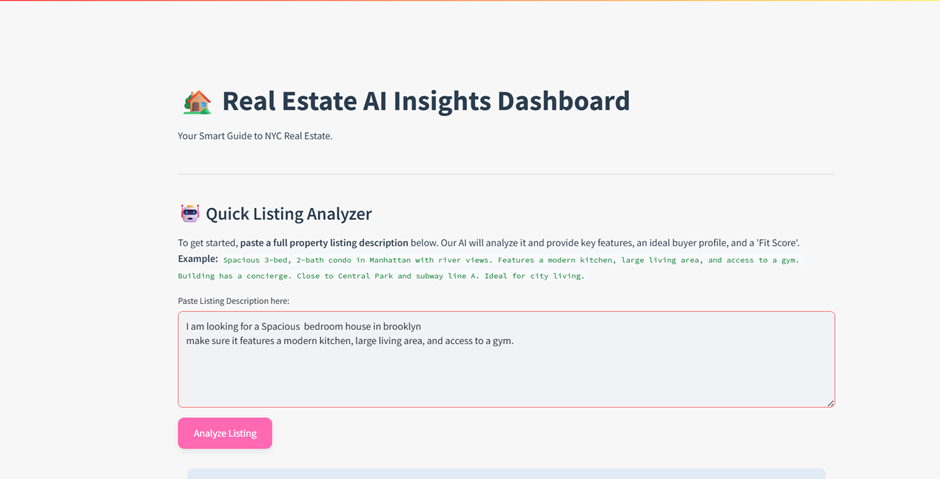 Real Estate AI Insights Dashboard
Your Smart Guide to NYC Real Estate.
Quick Listing Analyzer
To get started, paste a full property listing description below. Our AI will analyze it and provide key features, an ideal buyer profile, and a 'Fit Score'.
Example: Spacious 3-bed, 2-bath condo in Manhattan with river views. Features a modern kitchen, large living area, and access to a gym.
Building has a concierge. Close to Central Park and subway line A. Ideal for city living.
Paste Listing Description here:
I am looking for a Spacious  bedroom house in brooklyn
make sure it features a modern kitchen, large living area, and access to a gym.
Analyze Listing